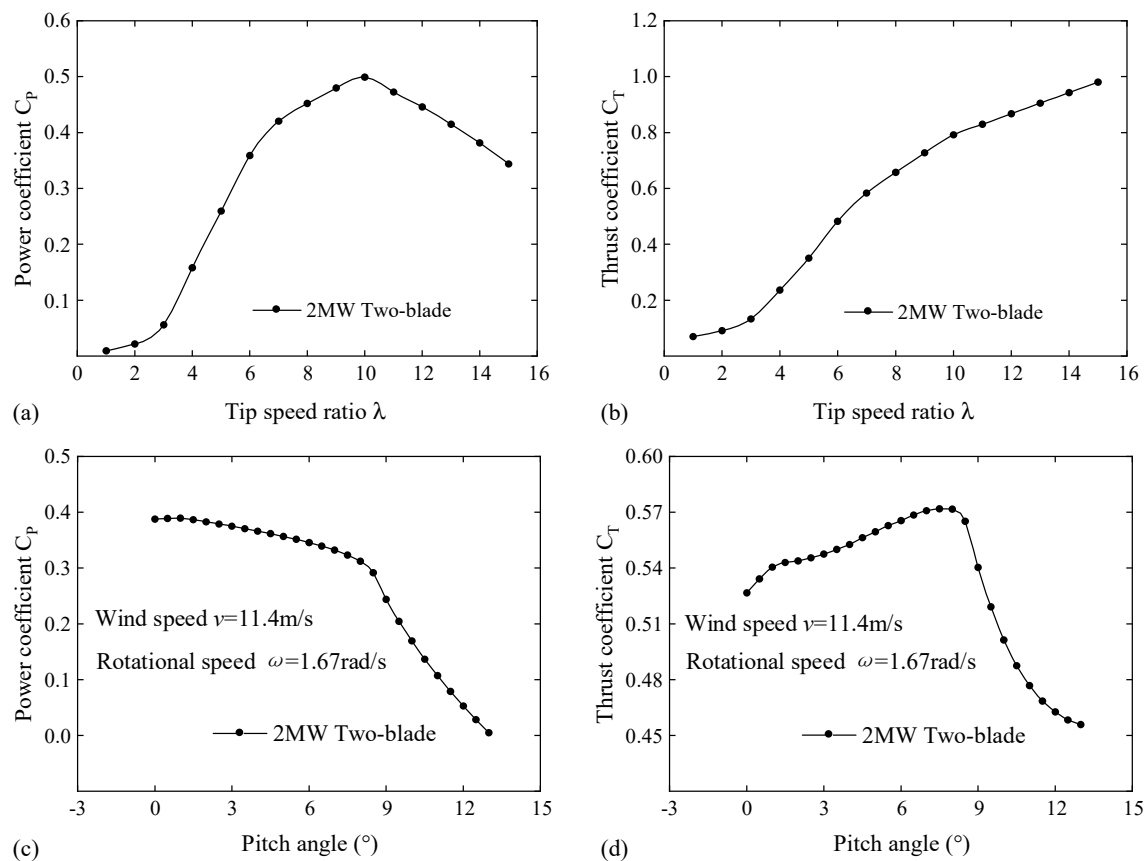 0.6
0.5
0.4
0.3
0.2
0.1
Power coefficient C_P
2MW Two-blade
0 2 4 6 8 10 12 14 16
(a)
Tip speed ratio λ
1.2
1.0
0.8
0.6
0.4
0.2
0.0
Thrust coefficient C_T
2MW Two-blade
0 2 4 6 8 10 12 14 16
(b)
Tip speed ratio λ
0.5
0.4
0.3
0.2
0.1
0.0
Power coefficient C_P
Wind speed v=11.4m/s
Rotational speed ω=1.67rad/s
2MW Two-blade
-3 0 3 6 9 12 15
(c)
Pitch angle (°)
0.60
0.57
0.54
0.51
0.48
0.45
Thrust coefficient C_T
Wind speed v=11.4m/s
Rotational speed ω=1.67rad/s
2MW Two-blade
-3 0 3 6 9 12 15
(d)
Pitch angle (°)